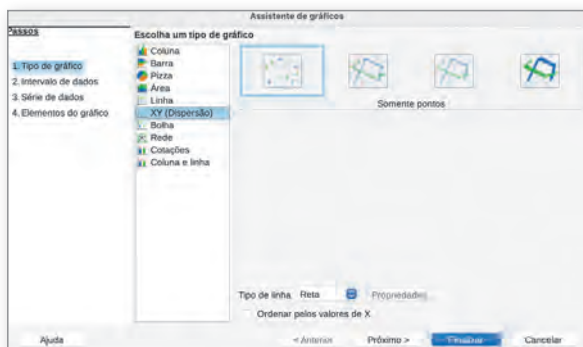 Assistente de gráficos
Passos
1. Tipo de gráfico
2. Intervalo de dados
3. Série de dados
4. Elementos do gráfico
Escolha um tipo de gráfico
Coluna
Barra
Pizza
Área
Linha
XY (Dispersão)
Bolha
Rede
Cotações
Coluna e linha
Somente pontos
Tipo de linha Reta Propriedades...
Ordenar pelos valores de X
Ajuda < Anterior Próximo > Finalizar Cancelar